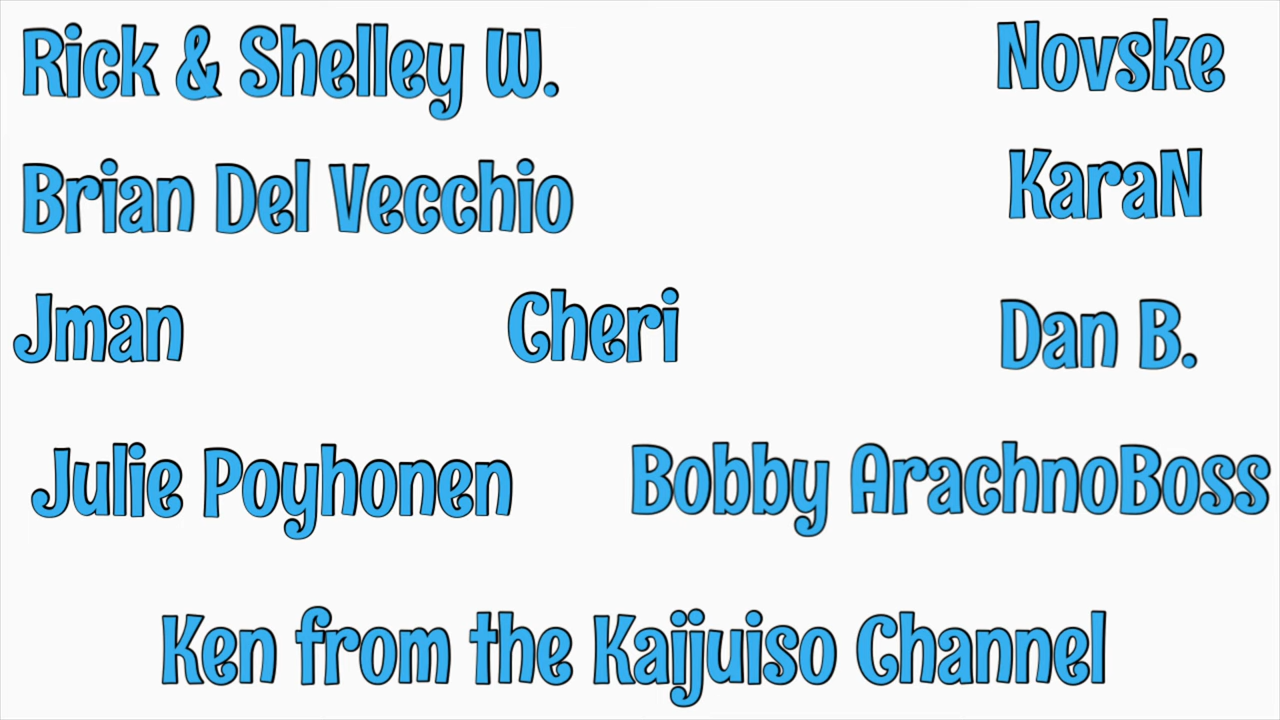 Rick & Shelley W.
Novske
Brian Del Vecchio
KaraN
Jman
Cheri
Dan B.
Julie Poyhonen
Bobby ArachnoBoss
Ken from the Kaijuiso Channel